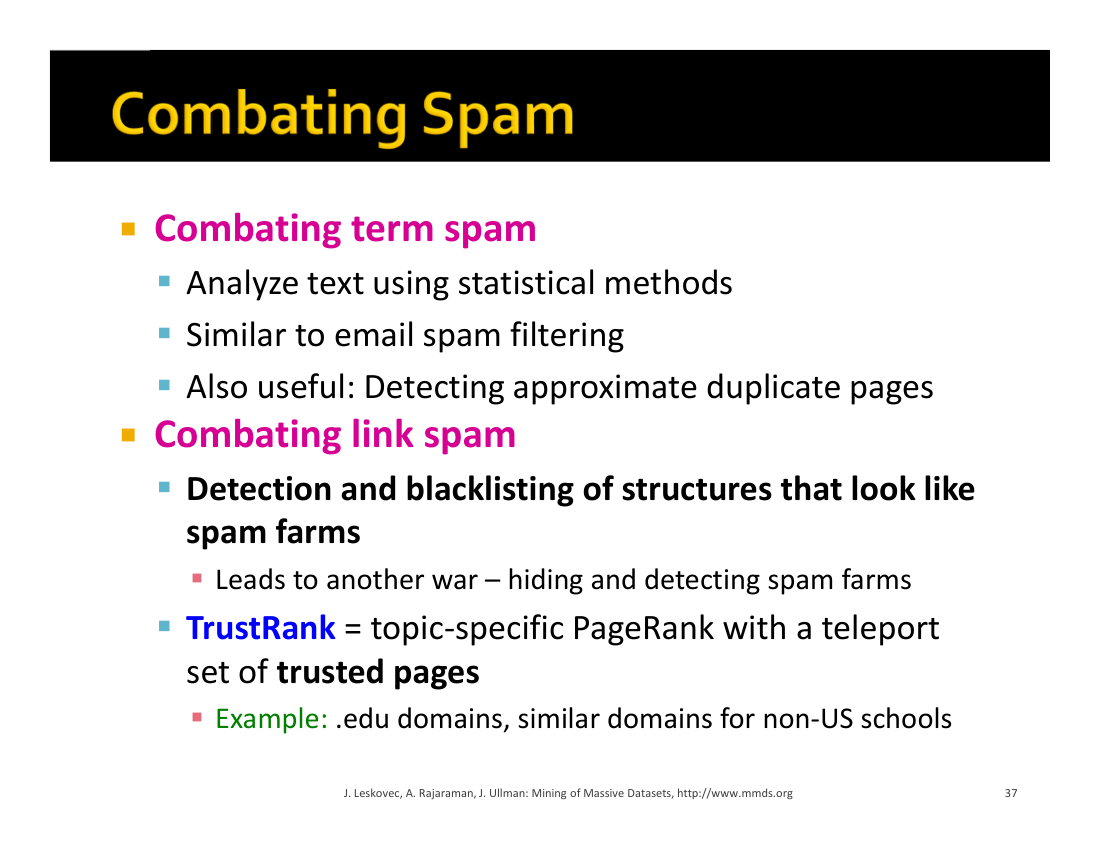 Combating Spam
Combating term spam
Analyze text using statistical methods
Similar to email spam filtering
Also useful: Detecting approximate duplicate pages
Combating link spam
Detection and blacklisting of structures that look like
spam farms
Leads to another war – hiding and detecting spam farms
TrustRank = topic-specific PageRank with a teleport
set of trusted pages
Example: .edu domains, similar domains for non-US schools
J. Leskovec, A. Rajaraman, J. Ullman: Mining of Massive Datasets, http://www.mmds.org
37